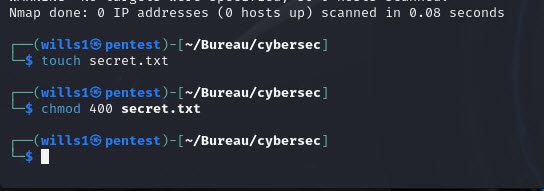 Nmap done: 0 IP addresses (0 hosts up) scanned in 0.08 seconds
┌──(wills1㉿pentest)-[~/Bureau/cybersec]
└─$ touch secret.txt
┌──(wills1㉿pentest)-[~/Bureau/cybersec]
└─$ chmod 400 secret.txt
┌──(wills1㉿pentest)-[~/Bureau/cybersec]
└─$